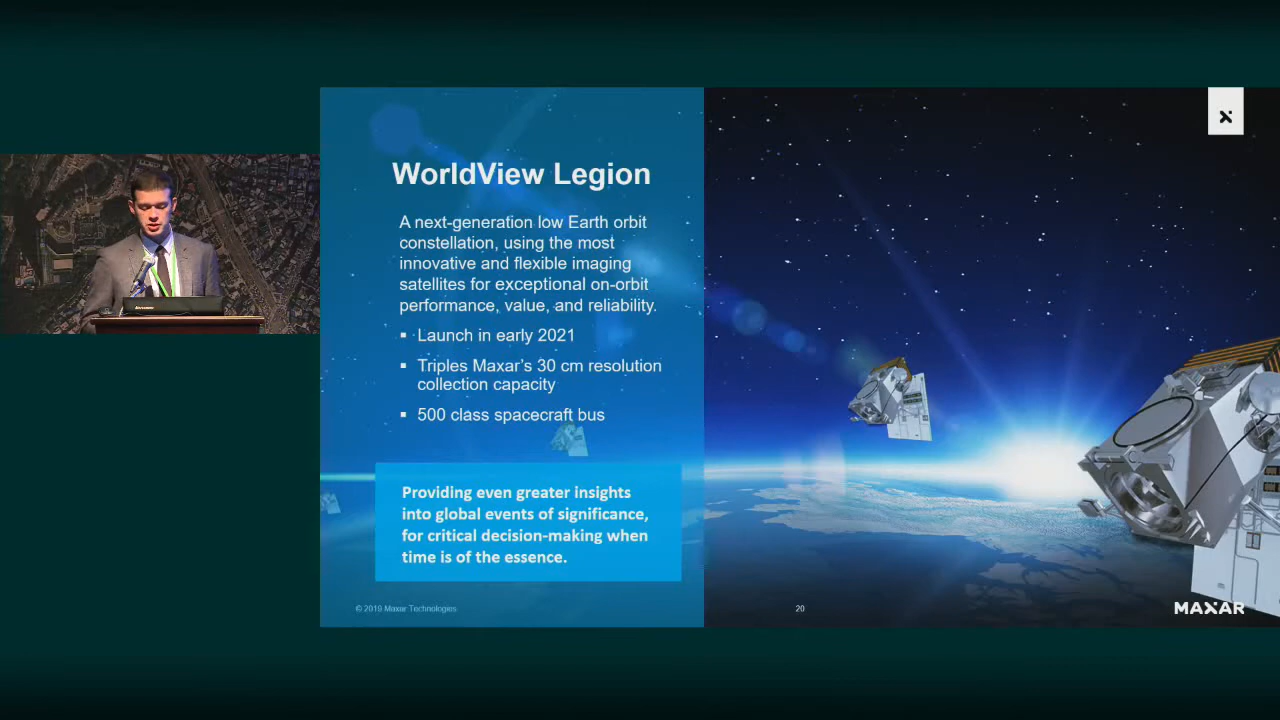 WorldView Legion
A next-generation low Earth orbit
constellation, using the most
innovative and flexible imaging
satellites for exceptional on-orbit
performance, value, and reliability.
▪ Launch in early 2021
▪ Triples Maxar’s 30 cm resolution
collection capacity
▪ 500 class spacecraft bus
Providing even greater insights
into global events of significance,
for critical decision-making when
time is of the essence.
© 2019 Maxar Technologies
20
MAXAR